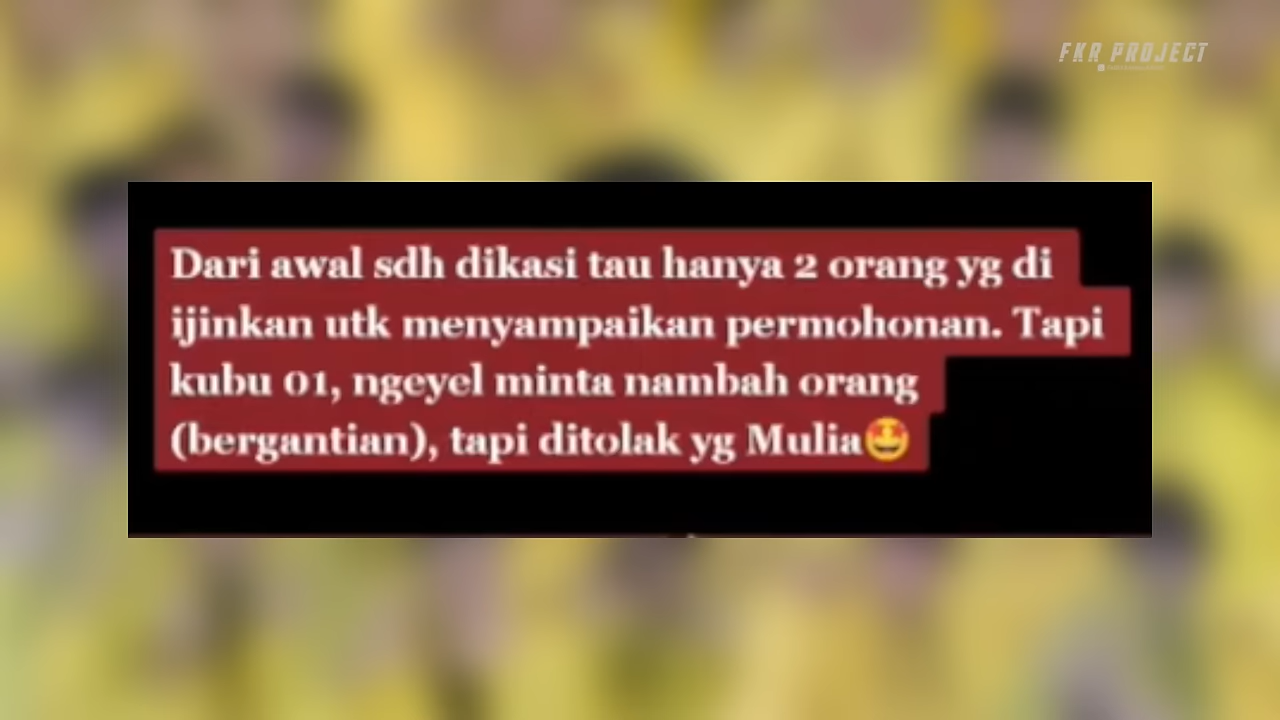 FKR PROJECT
Dari awal sdh dikasi tau hanya 2 orang yg di
ijinkan utk menyampaikan permohonan. Tapi
kubu 01, ngeyel minta nambah orang
(bergantian), tapi ditolak yg Mulia🤩